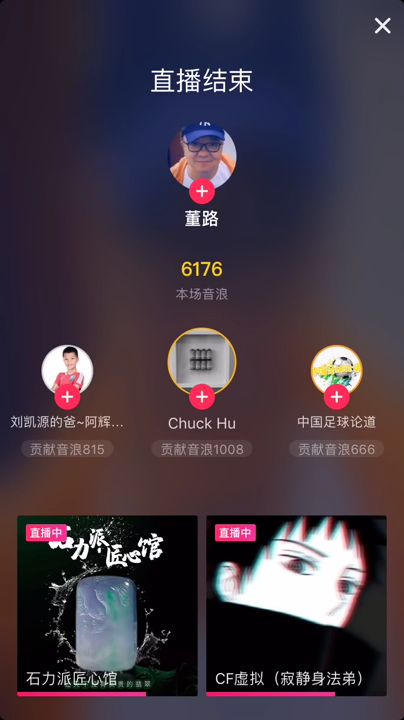 直播结束
董路
6176
本场音浪
刘凯源的爸~阿辉...
Chuck Hu
中国足球论道
贡献音浪815
贡献音浪1008
贡献音浪666
直播中
直播中
石力派匠心馆
石力派匠心馆
CF虚拟（寂静身法弟）